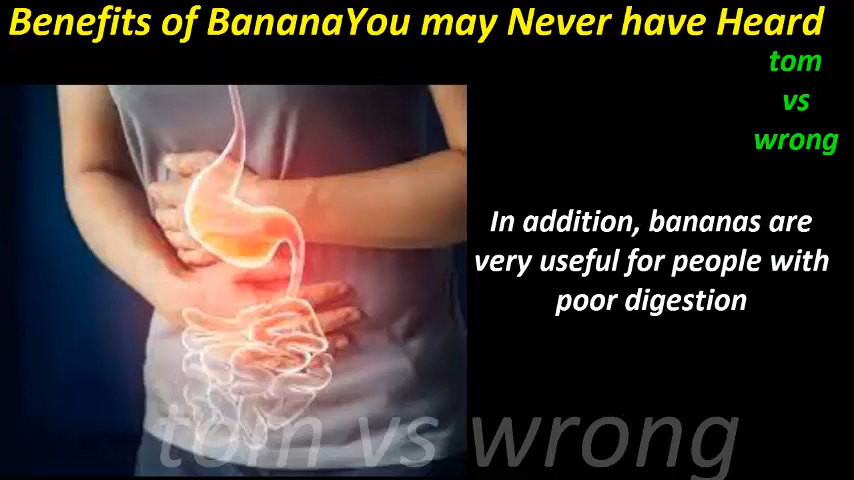 Benefits of BananaYou may Never have Heard
tom
vs
wrong
In addition, bananas are
very useful for people with
poor digestion
tom vs wrong